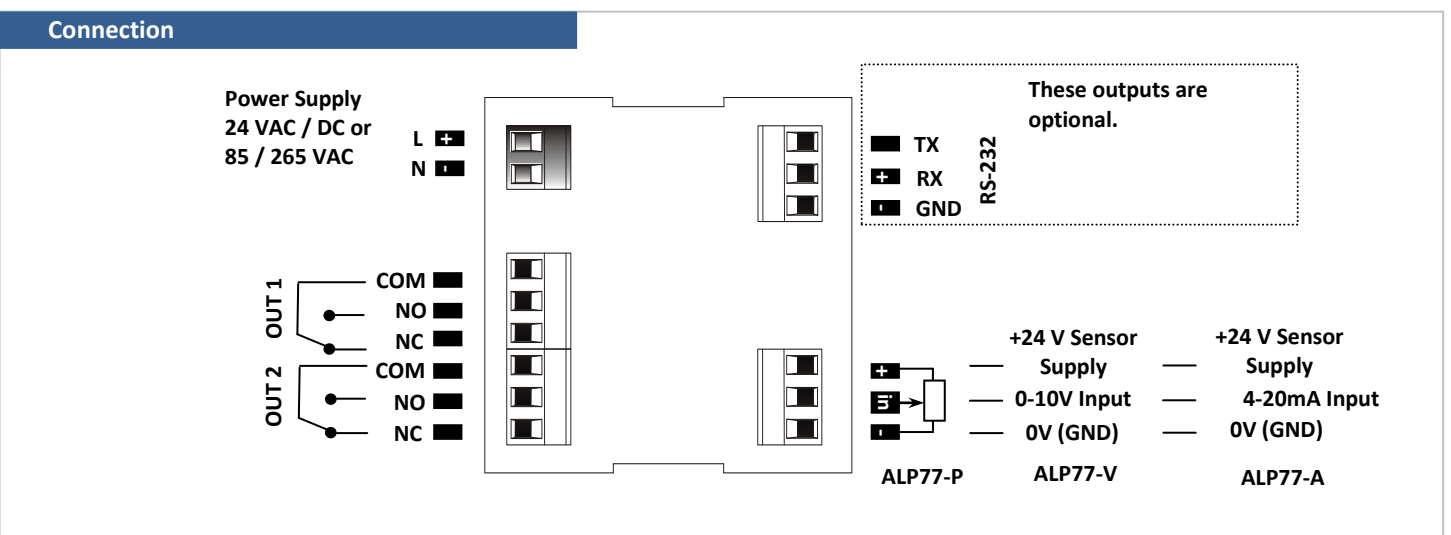 Connection
Power Supply
24 VAC / DC or
85 / 265 VAC
L +
N -
These outputs are
optional.
TX
+ RX
- GND
RS-232
OUT 1
COM
NO
NC
OUT 2
COM
NO
NC
+
in
-
+24 V Sensor
Supply
0-10V Input
0V (GND)
+24 V Sensor
Supply
4-20mA Input
0V (GND)
ALP77-P
ALP77-V
ALP77-A